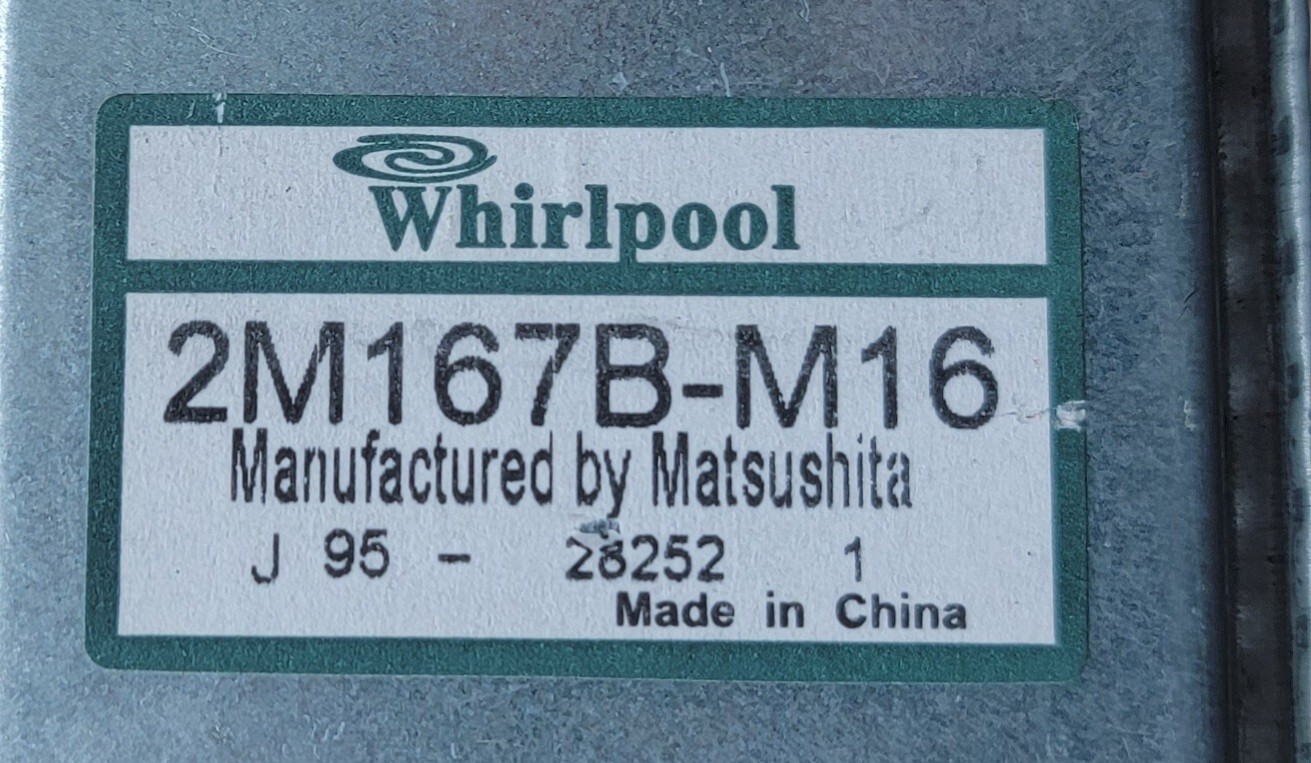 Whirlpool
2M167B-M16
Manufactured by Matsushita
J 95 - 28252 1
Made in China